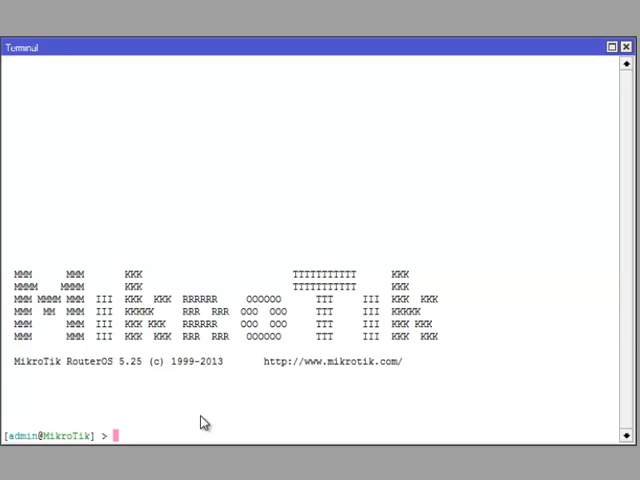 Terminal
MMM      MMM       KKK                          TTTTTTTTTTT      KKK
MMMM    MMMM       KKK                          TTTTTTTTTTT      KKK
MMM MMMM MMM  III  KKK  KKK  RRRRRR     OOOOOO      TTT     III  KKK  KKK
MMM  MM  MMM  III  KKKKK     RRR  RRR  OOO  OOO     TTT     III  KKKKK
MMM      MMM  III  KKK KKK   RRRRRR    OOO  OOO     TTT     III  KKK KKK
MMM      MMM  III  KKK  KKK  RRR  RRR   OOOOOO      TTT     III  KKK  KKK
MikroTik RouterOS 5.25 (c) 1999-2013       http://www.mikrotik.com/
[admin@MikroTik] >